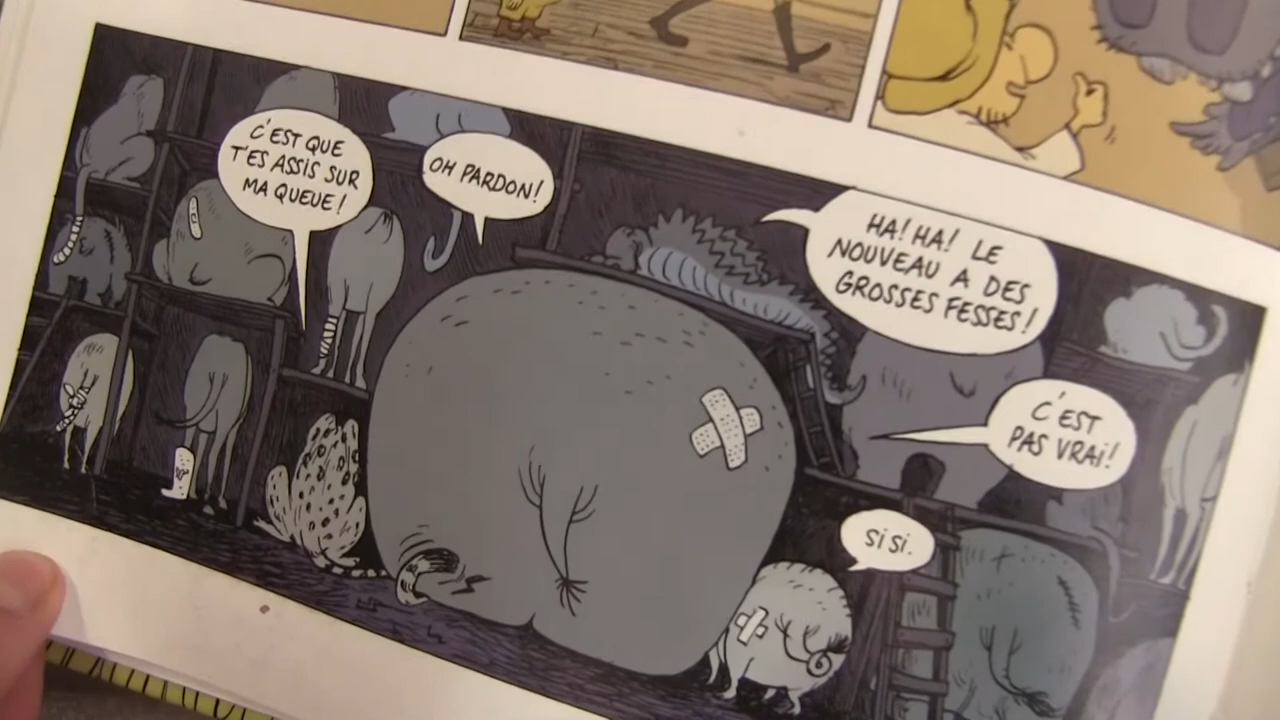 C'EST QUE
T'ES ASSIS SUR
MA QUEUE!
OH PARDON!
HA! HA! LE
NOUVEAU A DES
GROSSES FESSES!
C'EST
PAS VRAI!
SI SI.